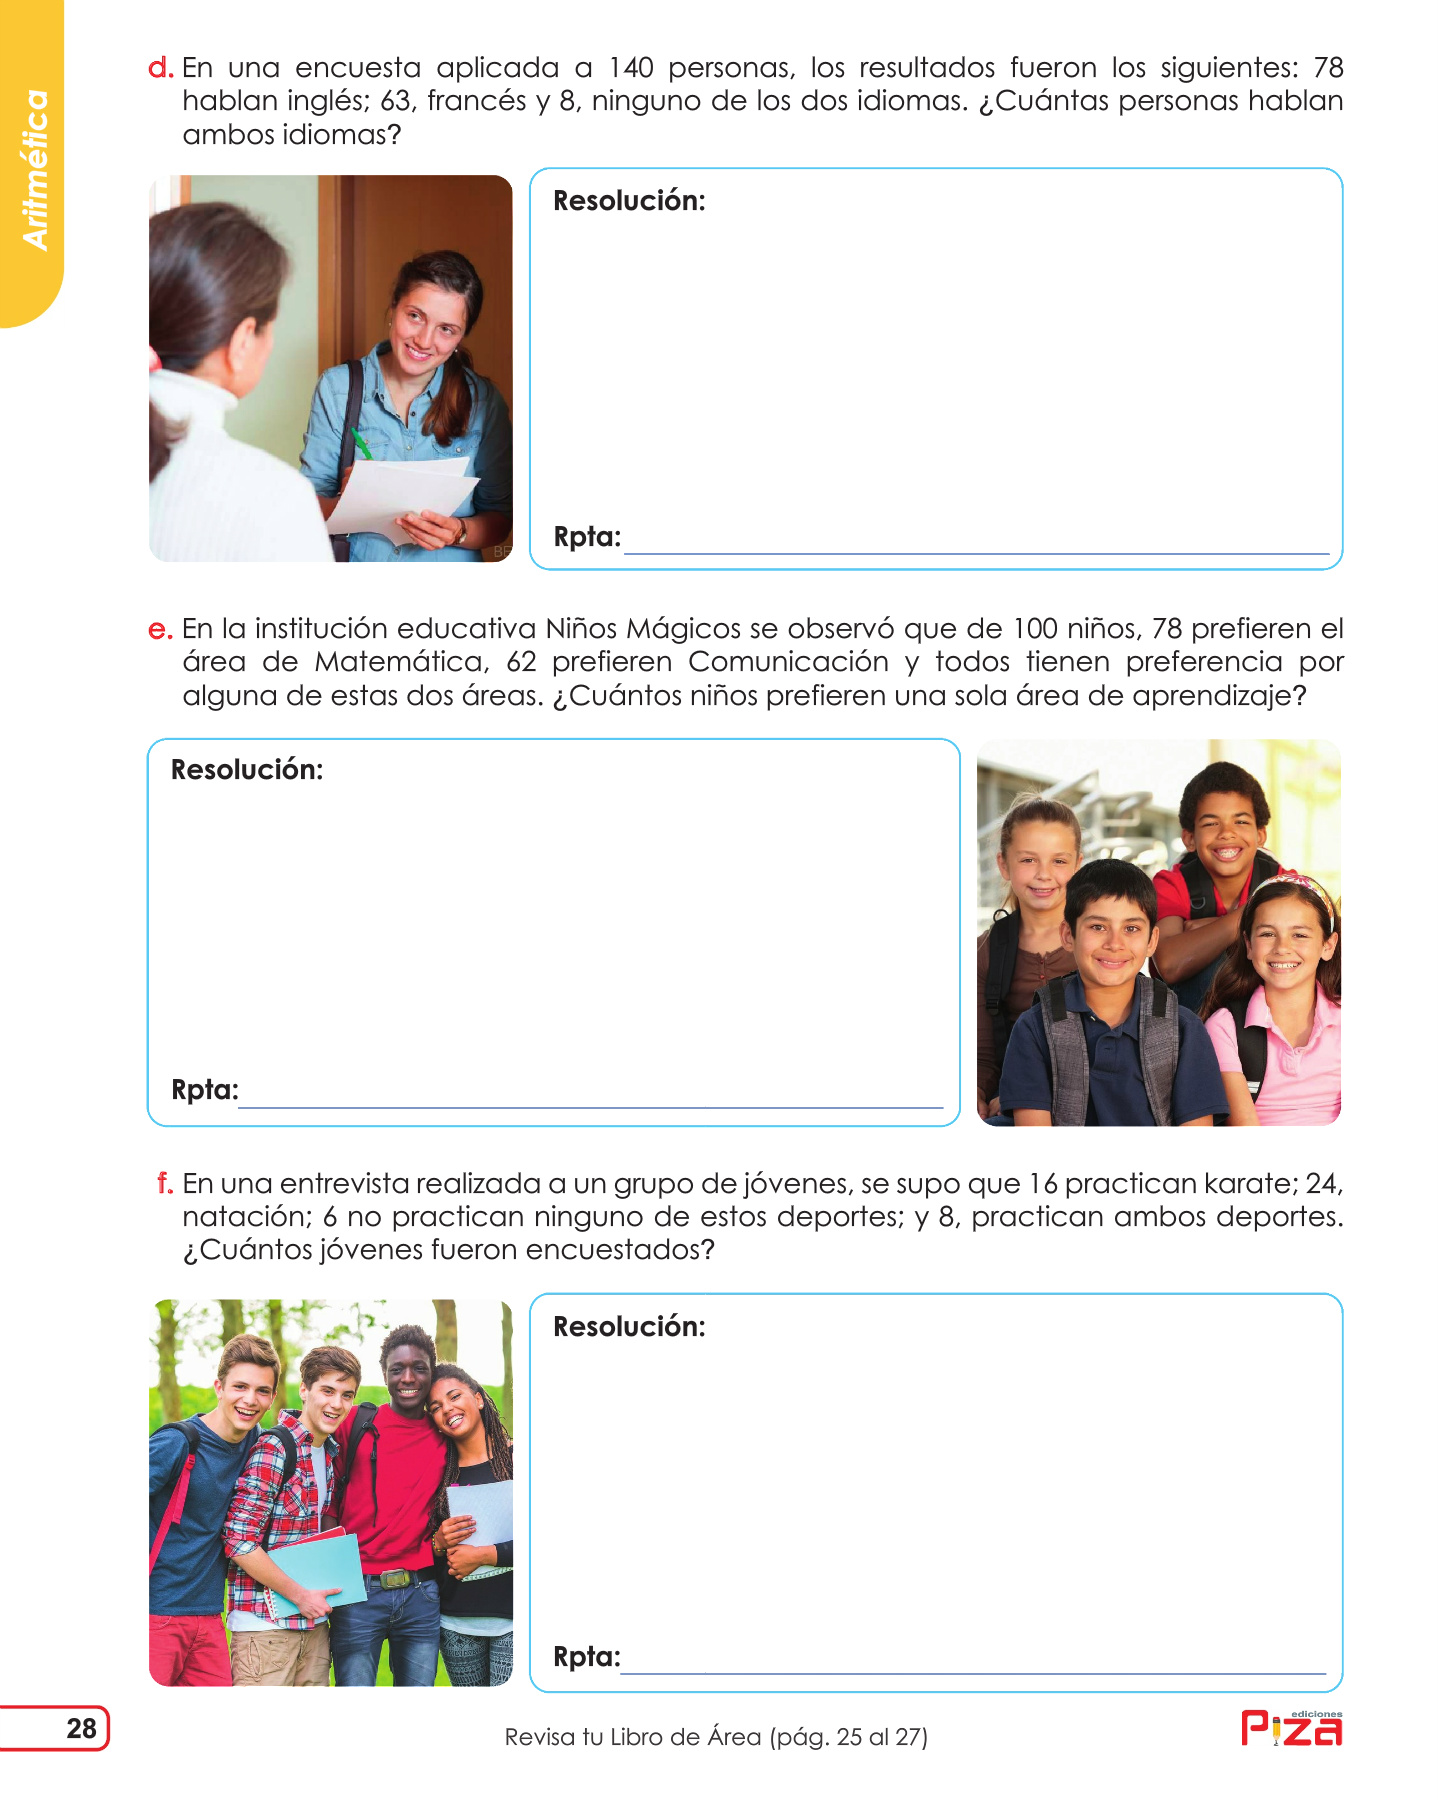 Aritmética
d. En una encuesta aplicada a 140 personas, los resultados fueron los siguientes: 78
hablan inglés; 63, francés y 8, ninguno de los dos idiomas. ¿Cuántas personas hablan
ambos idiomas?
Resolución:
BE
Rpta:
e. En la institución educativa Niños Mágicos se observó que de 100 niños, 78 prefieren el
área de Matemática, 62 prefieren Comunicación y todos tienen preferencia por
alguna de estas dos áreas. ¿Cuántos niños prefieren una sola área de aprendizaje?
Resolución:
Rpta:
f. En una entrevista realizada a un grupo de jóvenes, se supo que 16 practican karate; 24,
natación; 6 no practican ninguno de estos deportes; y 8, practican ambos deportes.
¿Cuántos jóvenes fueron encuestados?
Resolución:
Rpta:
28
Revisa tu Libro de Área (pág. 25 al 27)
ediciones
Piza